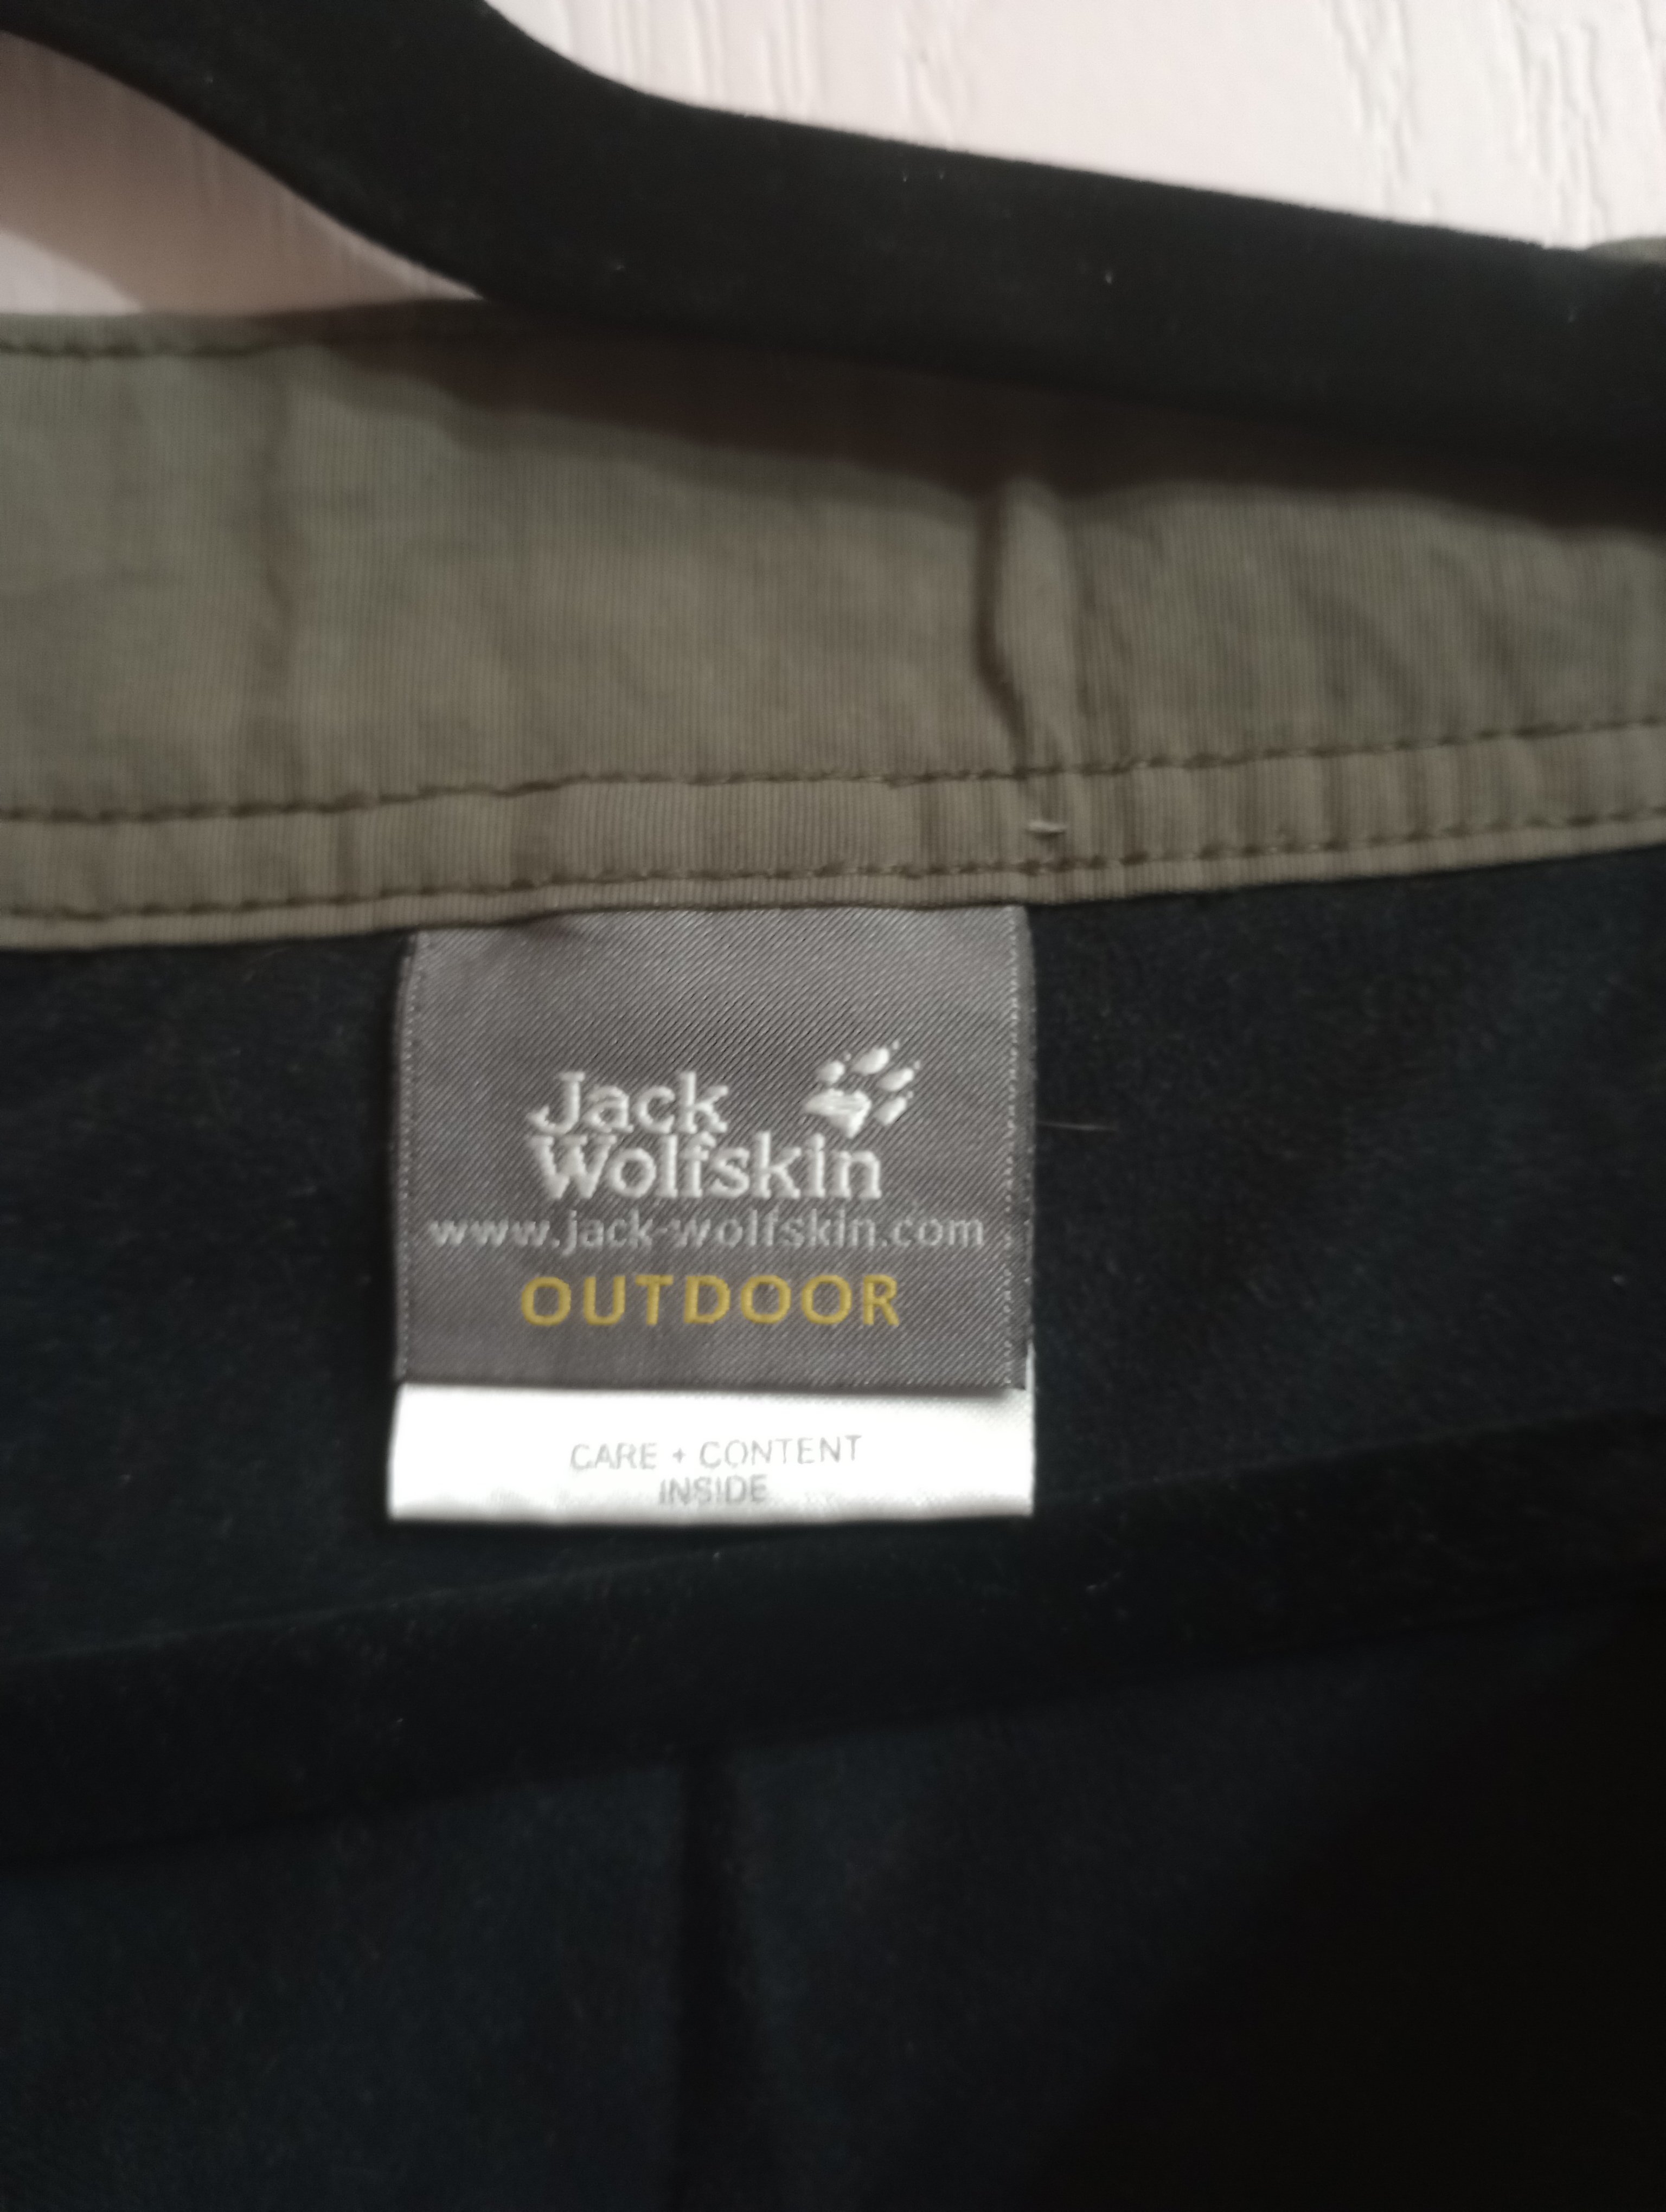 Jack
Wolfskin
www.jack-wolfskin.com
OUTDOOR
CARE + CONTENT
INSIDE